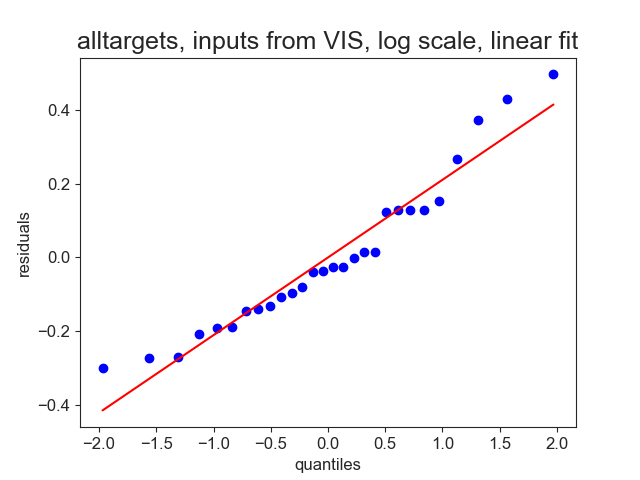 alltargets, inputs from VIS, log scale, linear fit
0.4
0.2
0.0
−0.2
−0.4
residuals
−2.0 −1.5 −1.0 −0.5 0.0 0.5 1.0 1.5 2.0
quantiles